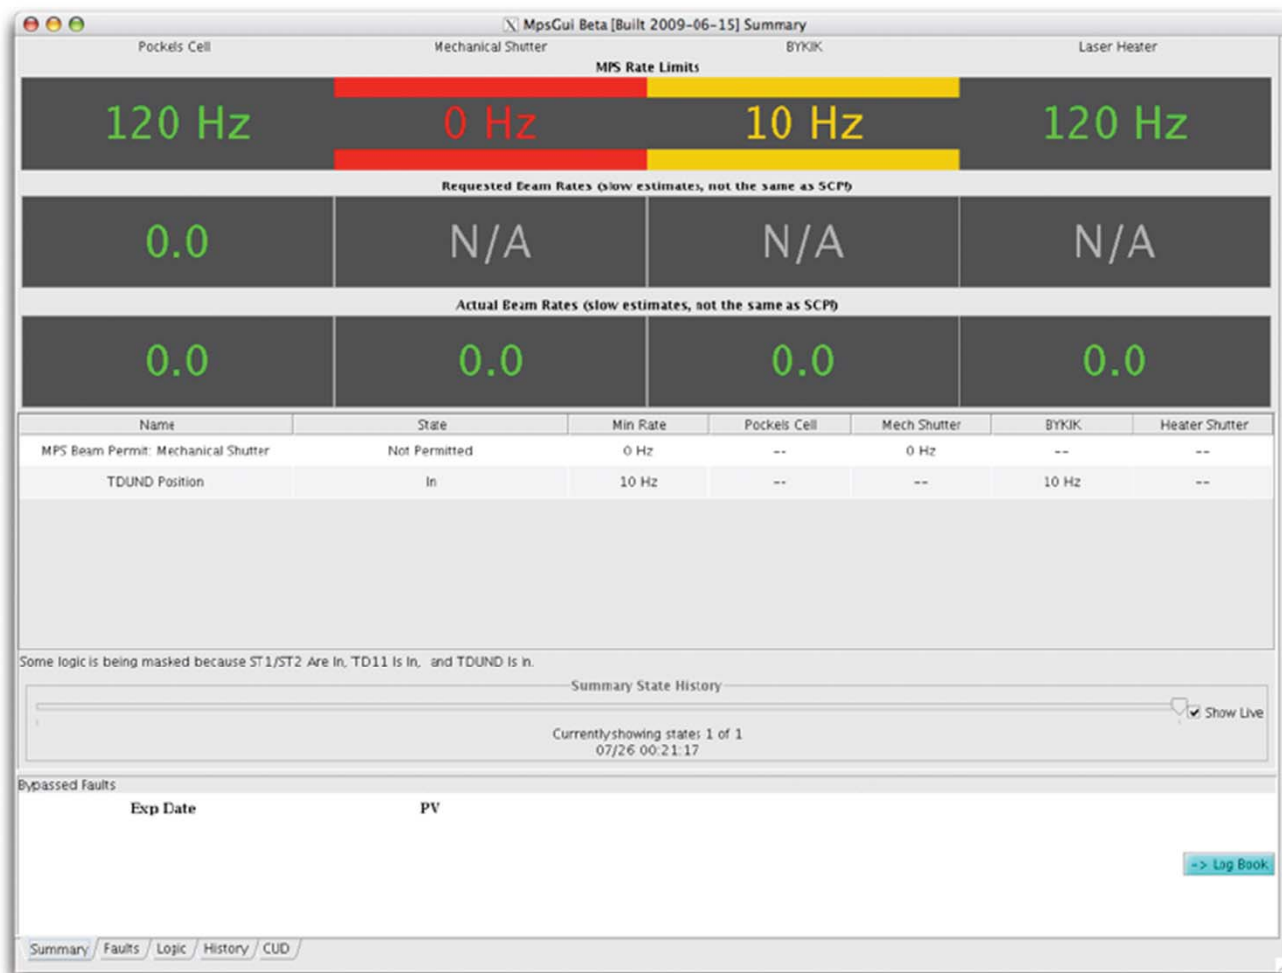 MpsGui Beta [Built 2009-06-15] Summary
Pockels Cell Mechanical Shutter BYKIK Laser Heater
MPS Rate Limits
120 Hz 0 Hz 10 Hz 120 Hz
Requested Beam Rates (slow estimates, not the same as SCP!)
0.0 N/A N/A N/A
Actual Beam Rates (slow estimates, not the same as SCP!)
0.0 0.0 0.0 0.0
Name State Min Rate Pockels Cell Mech Shutter BYKIK Heater Shutter
MPS Beam Permit: Mechanical Shutter Not Permitted 0 Hz -- 0 Hz -- --
TDUND Position In 10 Hz -- -- 10 Hz --
Some logic is being masked because ST1/ST2 Are In, TD11 Is In, and TDUND Is In.
Summary State History
Show Live
Currently showing states 1 of 1
07/26 00:21:17
Bypassed Faults
Exp Date PV
-> Log Book
Summary Faults Logic History CUD